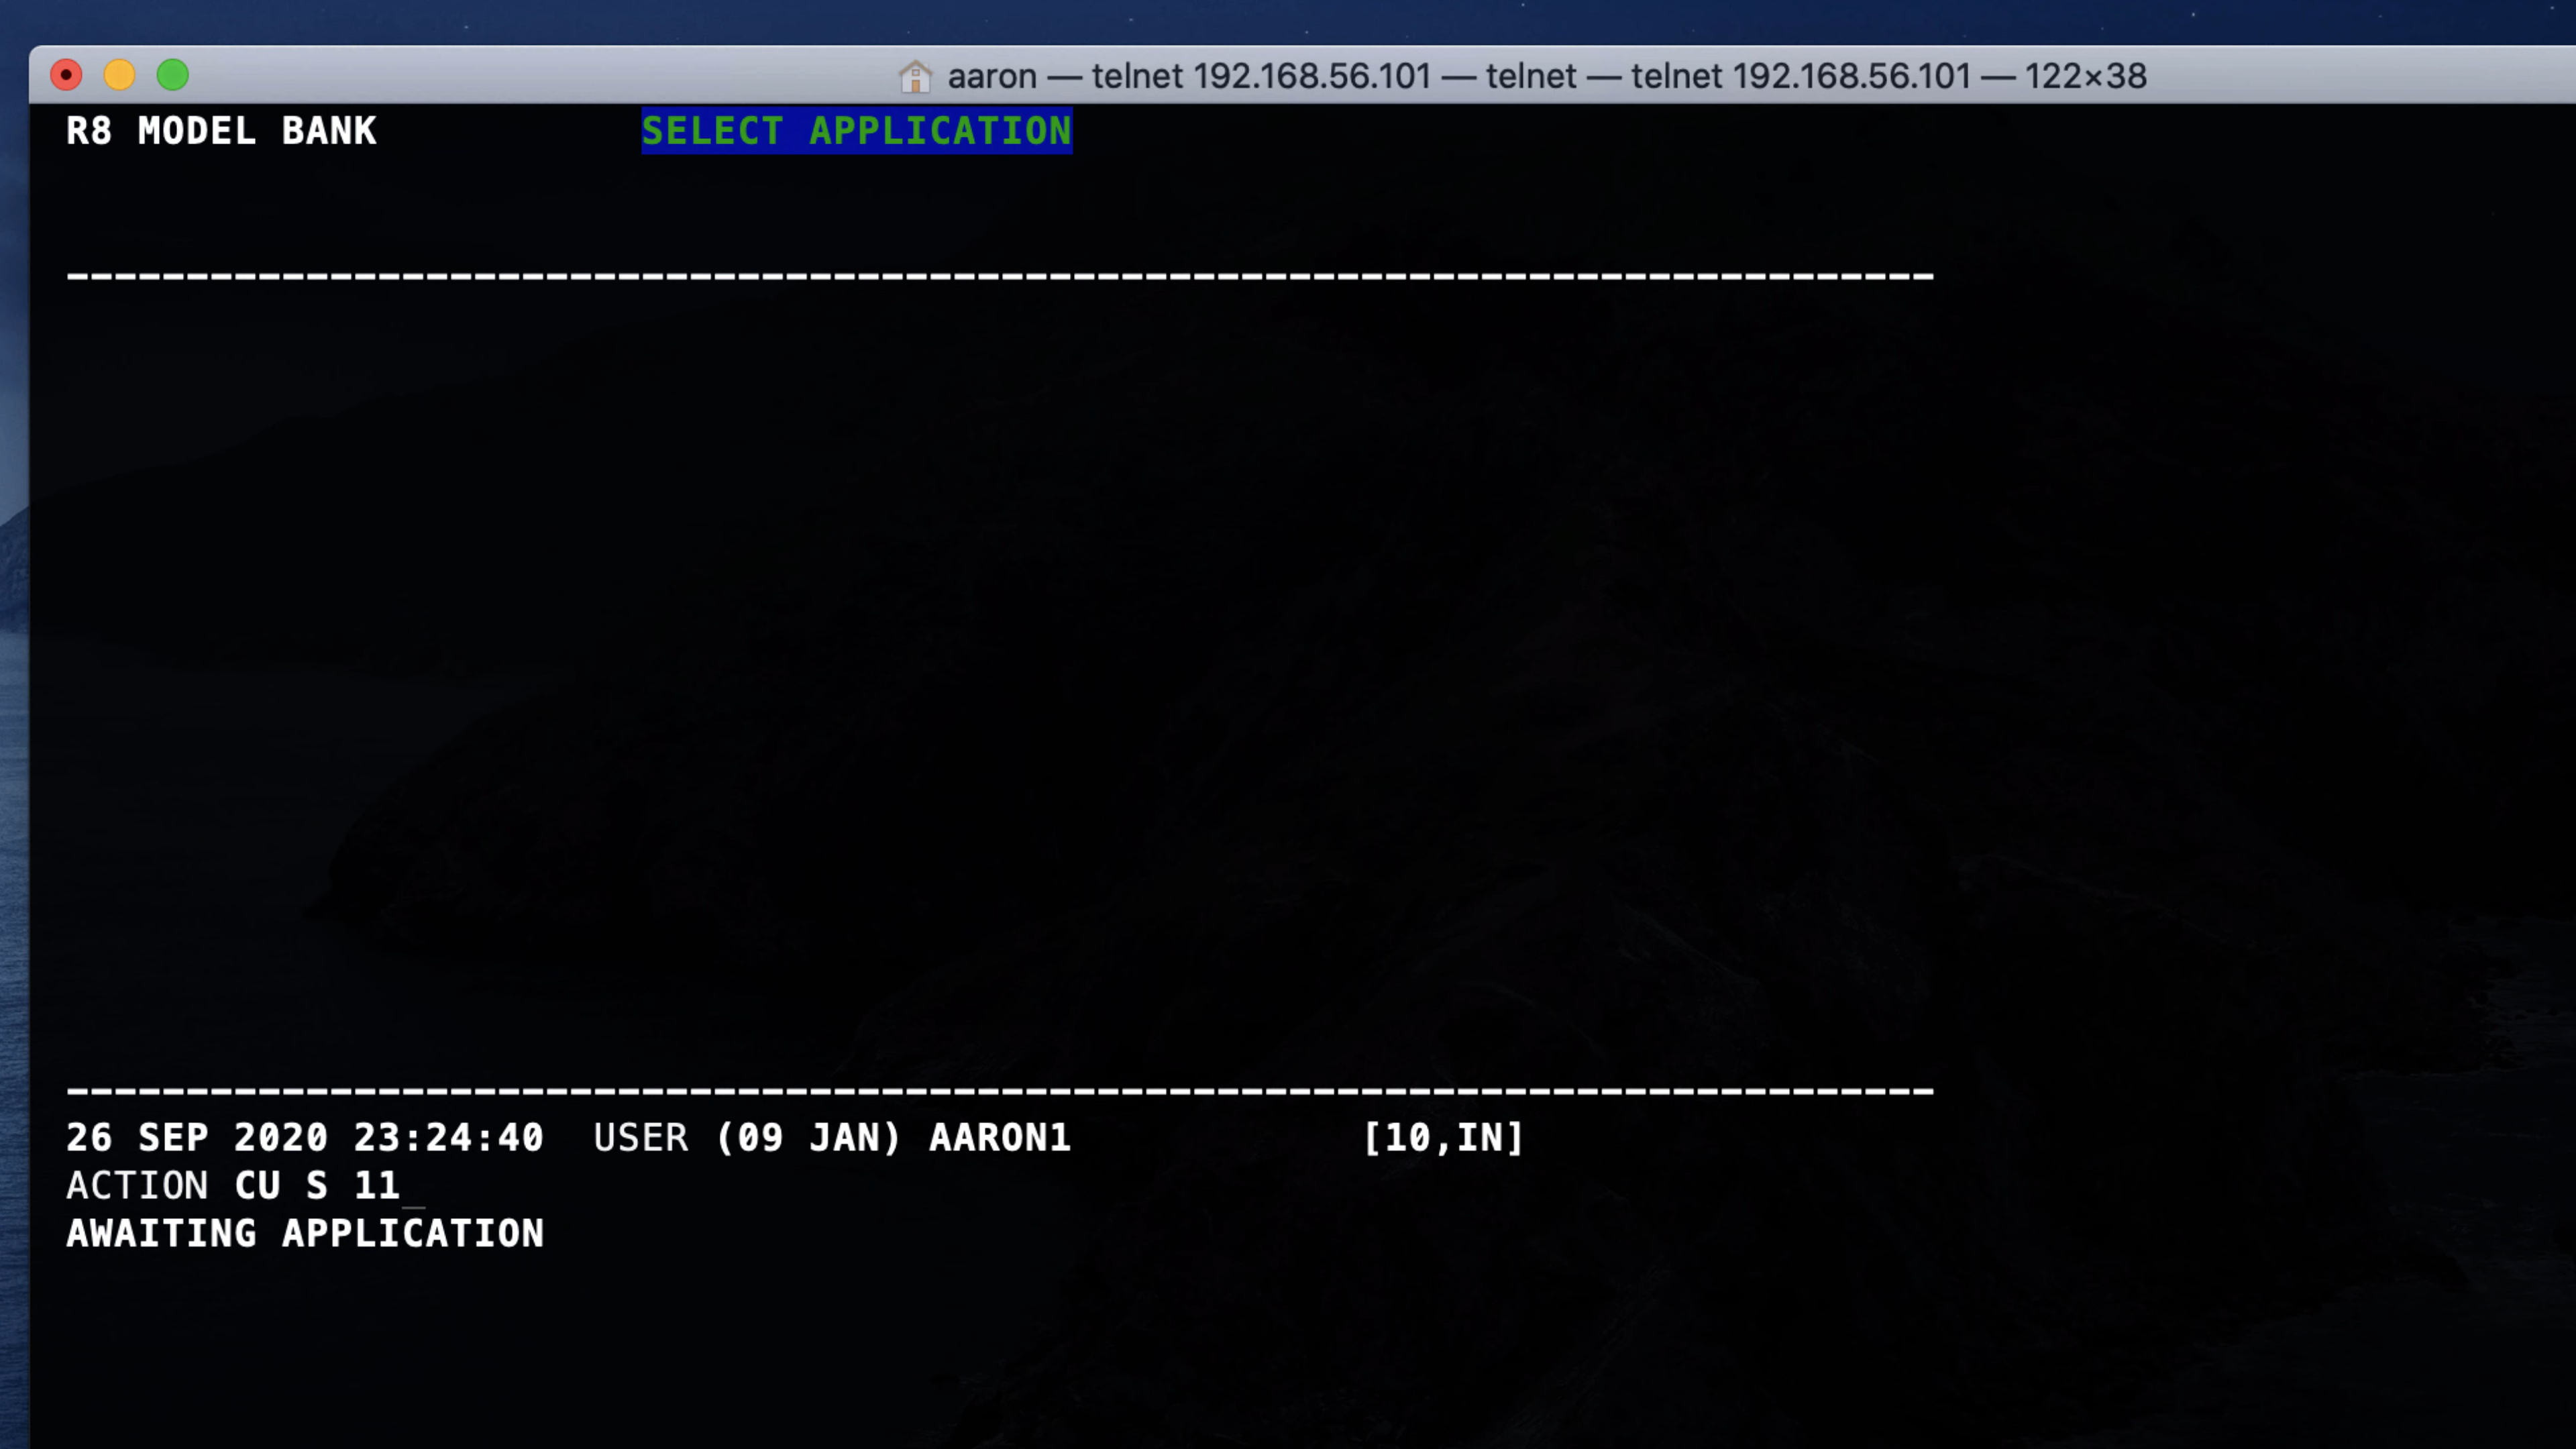 aaron — telnet 192.168.56.101 — telnet — telnet 192.168.56.101 — 122×38
R8 MODEL BANK SELECT APPLICATION
------------------------------------------------------------------------------
------------------------------------------------------------------------------
26 SEP 2020 23:24:40 USER (09 JAN) AARON1 [10,IN]
ACTION CU S 11_
AWAITING APPLICATION